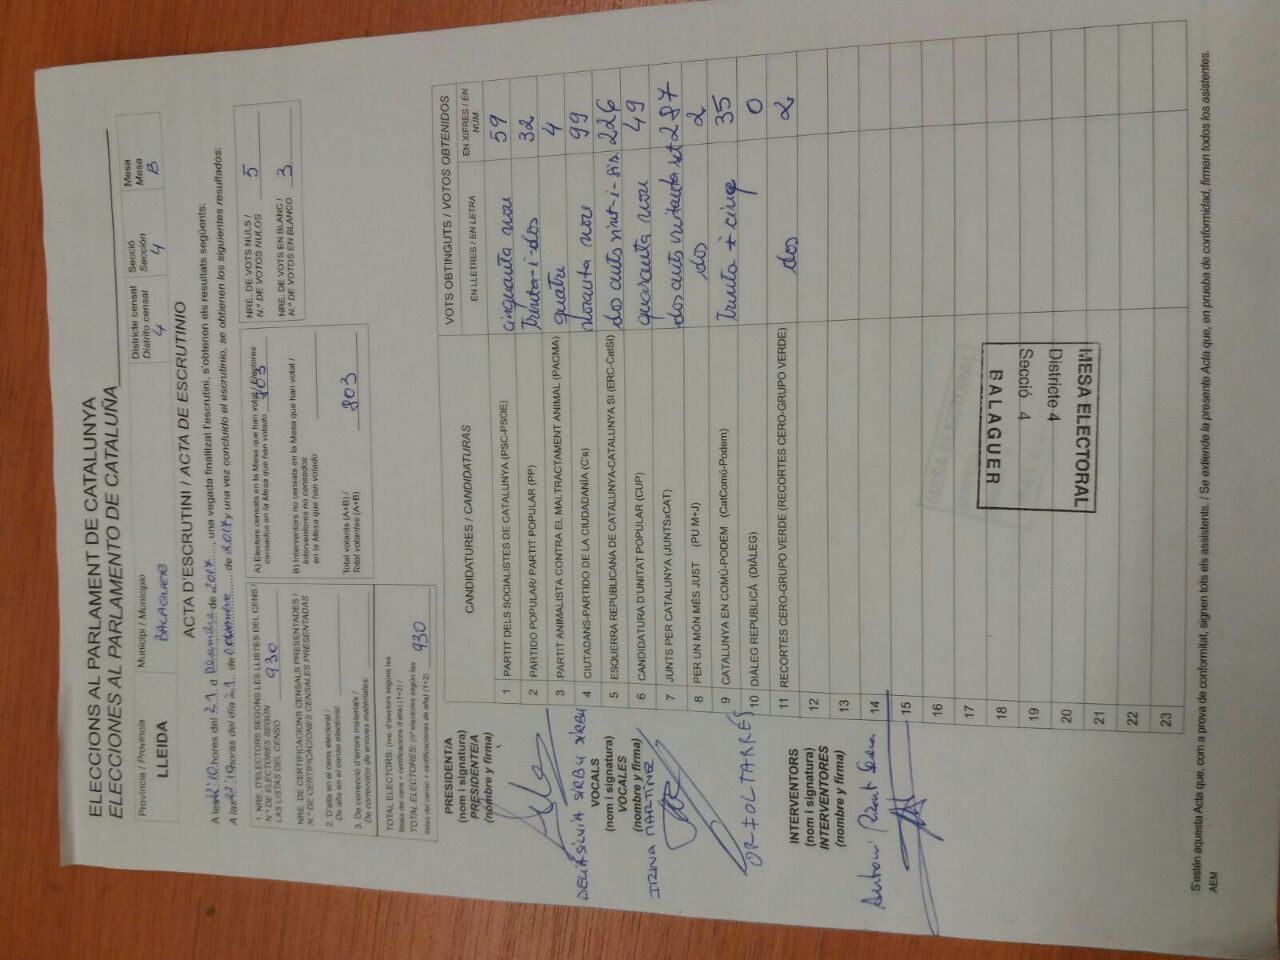 ELECCIONS AL PARLAMENT DE CATALUNYA
ELECCIONES AL PARLAMENTO DE CATALUÑA
Província / Provincia
LLEIDA
Municipi / Municipio
BALAGUER
Districte censal
Distrito censal
4
Secció
Sección
4
Mesa
Mesa
B
ACTA D'ESCRUTINI / ACTA DE ESCRUTINIO
A les 22:10 hores del 21 d Desembre de 2017, una vegada finalitzat l'escrutini, s'obtenen els resultats següents:
A las 22:10 horas del día 21 de de 2017 y una vez concluido el escrutinio, se obtienen los siguientes resultados:
1. NRE. D'ELECTORS SEGONS LES LLISTES DEL CENS /
N.º DE ELECTORES SEGÚN
LAS LISTAS DEL CENSO 930
NRE. DE CERTIFICACIONS CENSALS PRESENTADES /
N.º DE CERTIFICACIONES CENSALES PRESENTADAS
2. D'alta en el cens electoral /
De alta en el censo electoral:
3. De correcció d'errors materials /
De corrección de errores materiales:
TOTAL ELECTORS: (nre. d'electors segons les
llistes del cens + certificacions d'alta) (1+2) /
TOTAL ELECTORES: (nº electores según las
listas del censo + certificaciones de alta) (1+2) 930
A) Electors censats en la Mesa que han votat / Electores
censados en la Mesa que han votado 803
B) Interventors no censats en la Mesa que han votat /
Interventores no censados
en la Mesa que han votado
Total votants (A+B) /
Total votantes (A+B) 803
NRE. DE VOTS NULS /
N.º DE VOTOS NULOS 5
NRE. DE VOTS EN BLANC /
N.º DE VOTOS EN BLANCO 3
PRESIDENT/A
(nom i signatura)
PRESIDENTE/A
(nombre y firma)
DELIA SILVIA SIRBU SIRBU
VOCALS
(nom i signatura)
VOCALES
(nombre y firma)
IRINA MARTINEZ
ORIOL TARRÉS
INTERVENTORS
(nom i signatura)
INTERVENTORES
(nombre y firma)
Antoni
CANDIDATURES / CANDIDATURAS
VOTS OBTINGUTS / VOTOS OBTENIDOS
EN LLETRES / EN LETRA
EN XIFRES / EN NÚM.
1 PARTIT DELS SOCIALISTES DE CATALUNYA (PSC-PSOE) cinquanta nou 59
2 PARTIDO POPULAR/ PARTIT POPULAR (PP) Trenta-i-dos 32
3 PARTIT ANIMALISTA CONTRA EL MALTRACTAMENT ANIMAL (PACMA) quatre 4
4 CIUTADANS-PARTIDO DE LA CIUDADANÍA (C's) Noranta nou 99
5 ESQUERRA REPUBLICANA DE CATALUNYA-CATALUNYA SÍ (ERC-CatSí) dos cents vint-i-sis 226
6 CANDIDATURA D'UNITAT POPULAR (CUP) quaranta nou 49
7 JUNTS PER CATALUNYA (JUNTSxCAT) dos cents vuitanta set 287
8 PER UN MÓN MÉS JUST (PU M+J) dos 2
9 CATALUNYA EN COMÚ-PODEM (CatComú-Podem) Trenta i cinq 35
10 DIÀLEG REPUBLICÀ (DIÀLEG) 0
11 RECORTES CERO-GRUPO VERDE (RECORTES CERO-GRUPO VERDE) dos 2
12
13
14
15
16
17
18
19
20
21
22
23
MESA ELECTORAL
Districte 4
Secció 4
BALAGUER
S'estén aquesta Acta que, com a prova de conformitat, signen tots els assistents. / Se extiende la presente Acta que, en prueba de conformidad, firman todos los asistentes.
AEM